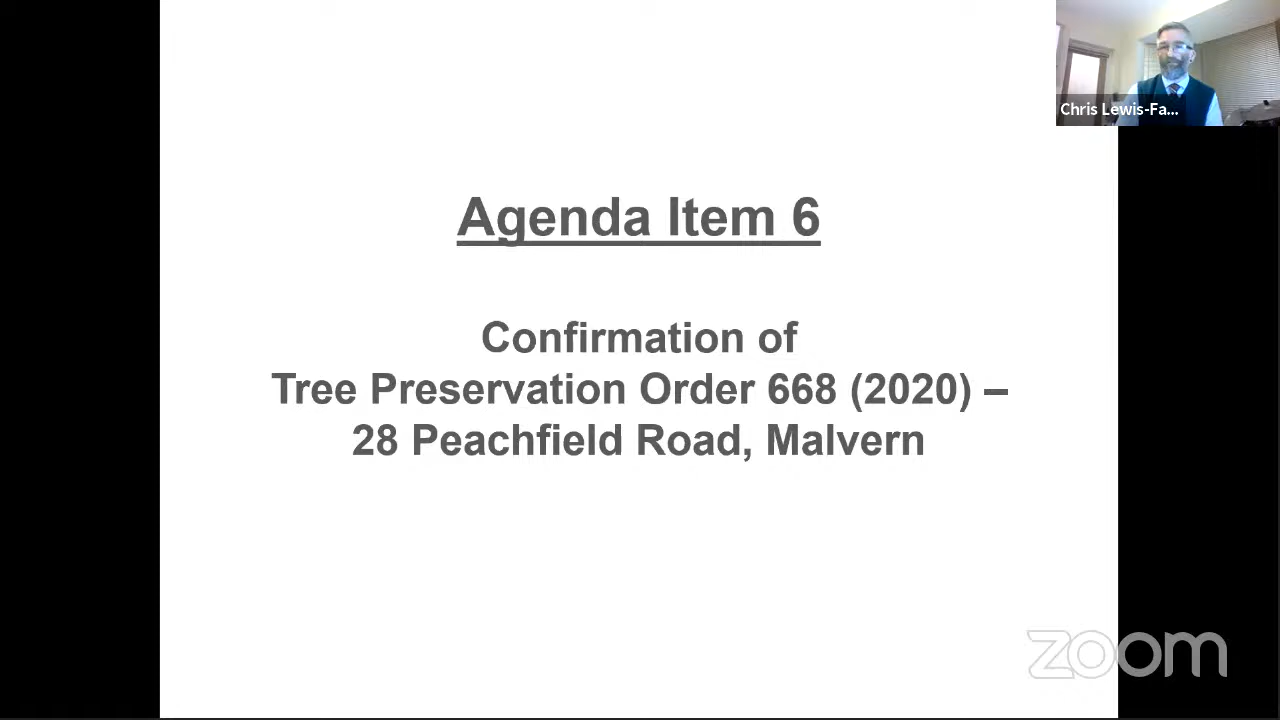 Chris Lewis-Fa...
Agenda Item 6
Confirmation of
Tree Preservation Order 668 (2020) –
28 Peachfield Road, Malvern
zoom